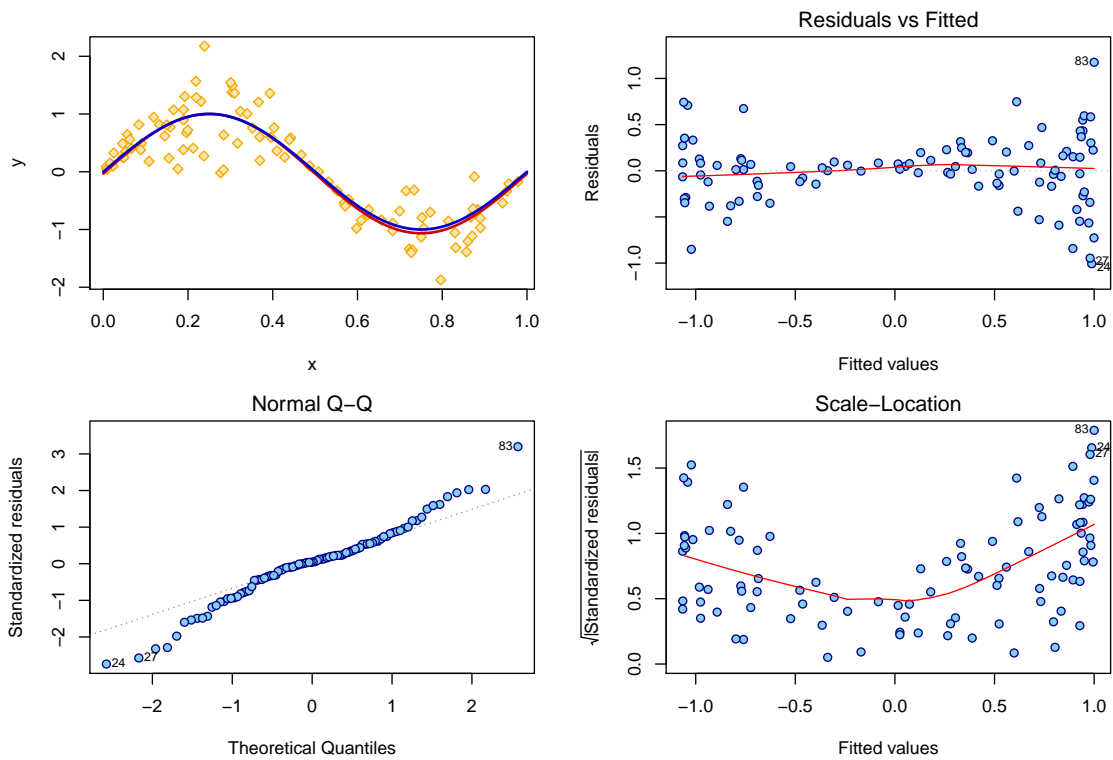 2
1
0
−1
−2
y
0.0 0.2 0.4 0.6 0.8 1.0
x
Residuals vs Fitted
1.0
0.5
0.0
−1.0
Residuals
83
27
24
−1.0 −0.5 0.0 0.5 1.0
Fitted values
Normal Q−Q
3
2
1
0
−1
−2
Standardized residuals
83
24 27
−2 −1 0 1 2
Theoretical Quantiles
Scale−Location
1.5
1.0
0.5
0.0
√|Standardized residuals|
83
24
27
−1.0 −0.5 0.0 0.5 1.0
Fitted values